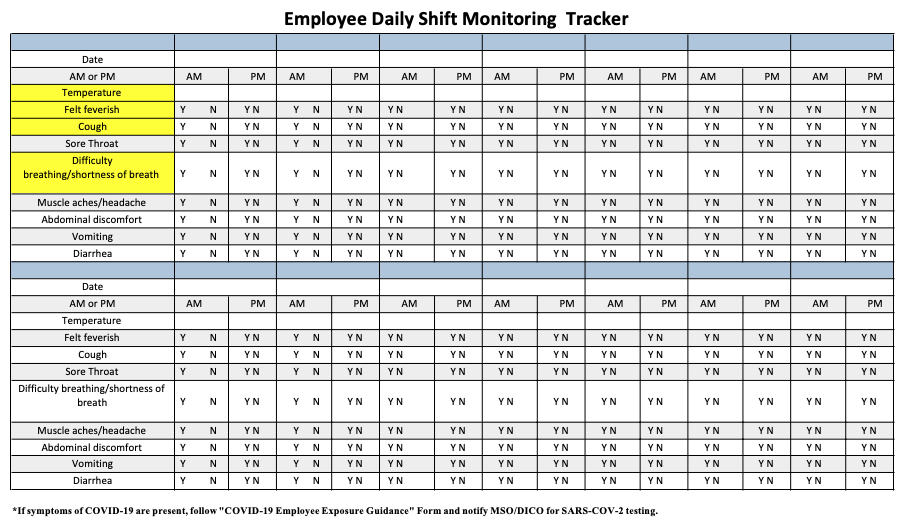 Employee Daily Shift Monitoring Tracker
Date
AM or PM AM PM AM PM AM PM AM PM AM PM AM PM AM PM
Temperature
Felt feverish Y N Y N Y N Y N Y N Y N Y N Y N Y N Y N Y N Y N Y N Y N
Cough Y N Y N Y N Y N Y N Y N Y N Y N Y N Y N Y N Y N Y N Y N
Sore Throat Y N Y N Y N Y N Y N Y N Y N Y N Y N Y N Y N Y N Y N Y N
Difficulty
breathing/shortness of breath Y N Y N Y N Y N Y N Y N Y N Y N Y N Y N Y N Y N Y N Y N
Muscle aches/headache Y N Y N Y N Y N Y N Y N Y N Y N Y N Y N Y N Y N Y N Y N
Abdominal discomfort Y N Y N Y N Y N Y N Y N Y N Y N Y N Y N Y N Y N Y N Y N
Vomiting Y N Y N Y N Y N Y N Y N Y N Y N Y N Y N Y N Y N Y N Y N
Diarrhea Y N Y N Y N Y N Y N Y N Y N Y N Y N Y N Y N Y N Y N Y N
Date
AM or PM AM PM AM PM AM PM AM PM AM PM AM PM AM PM
Temperature
Felt feverish Y N Y N Y N Y N Y N Y N Y N Y N Y N Y N Y N Y N Y N Y N
Cough Y N Y N Y N Y N Y N Y N Y N Y N Y N Y N Y N Y N Y N Y N
Sore Throat Y N Y N Y N Y N Y N Y N Y N Y N Y N Y N Y N Y N Y N Y N
Difficulty breathing/shortness of
breath Y N Y N Y N Y N Y N Y N Y N Y N Y N Y N Y N Y N Y N Y N
Muscle aches/headache Y N Y N Y N Y N Y N Y N Y N Y N Y N Y N Y N Y N Y N Y N
Abdominal discomfort Y N Y N Y N Y N Y N Y N Y N Y N Y N Y N Y N Y N Y N Y N
Vomiting Y N Y N Y N Y N Y N Y N Y N Y N Y N Y N Y N Y N Y N Y N
Diarrhea Y N Y N Y N Y N Y N Y N Y N Y N Y N Y N Y N Y N Y N Y N
*If symptoms of COVID-19 are present, follow "COVID-19 Employee Exposure Guidance" Form and notify MSO/DICO for SARS-COV-2 testing.